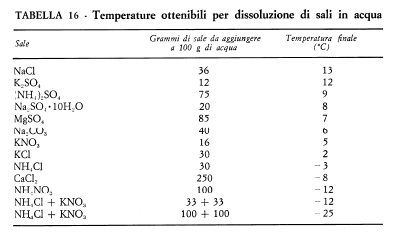 TABELLA 16 - Temperature ottenibili per dissoluzione di sali in acqua
Sale Grammi di sale da aggiungere a 100 g di acqua Temperatura finale (°C)
NaCl 36 13
K₂SO₄ 12 12
(NH₄)₂SO₄ 75 9
Na₂SO₄·10H₂O 20 8
MgSO₄ 85 7
Na₂CO₃ 40 6
KNO₃ 16 5
KCl 30 2
NH₄Cl 30 −3
CaCl₂ 250 −8
NH₄NO₃ 100 −12
NH₄Cl + KNO₃ 33 + 33 −12
NH₄Cl + KNO₃ 100 + 100 −25